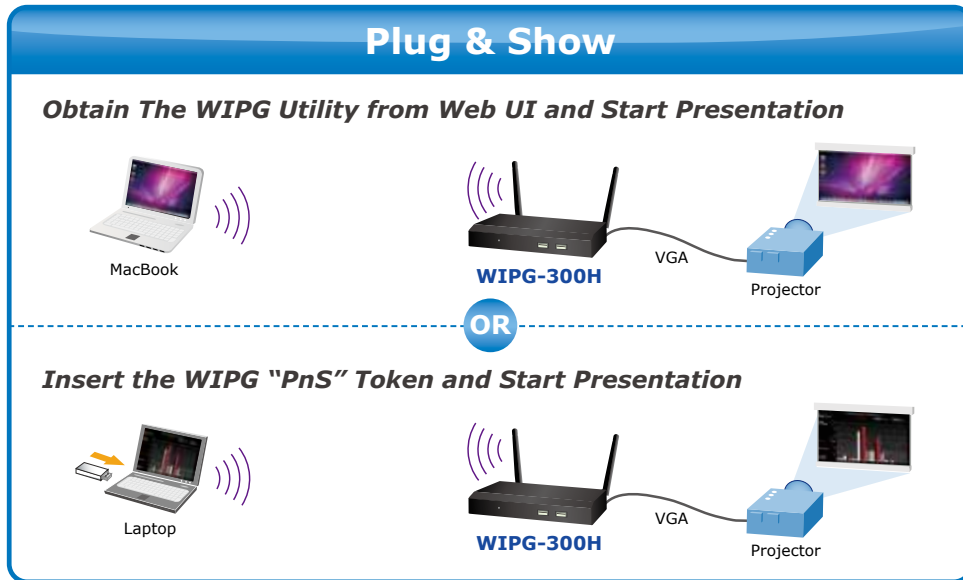 Plug & Show
Obtain The WIPG Utility from Web UI and Start Presentation
MacBook
WIPG-300H
VGA
Projector
OR
Insert the WIPG “PnS” Token and Start Presentation
Laptop
WIPG-300H
VGA
Projector